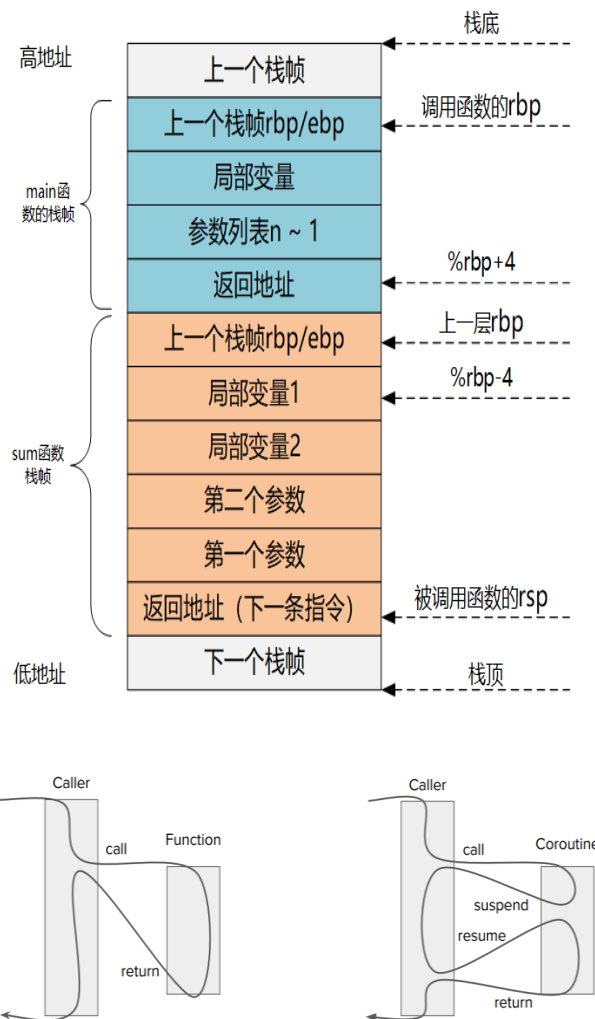 栈底
高地址
上一个栈帧
调用函数的rbp
上一个栈帧rbp/ebp
main函
数的栈帧
局部变量
参数列表n ~ 1
%rbp+4
返回地址
上一层rbp
上一个栈帧rbp/ebp
%rbp-4
局部变量1
局部变量2
sum函数
栈帧
第二个参数
第一个参数
被调用函数的rsp
返回地址（下一条指令）
低地址
下一个栈帧
栈顶
Caller
Function
call
return
Caller
Coroutine
call
suspend
resume
return